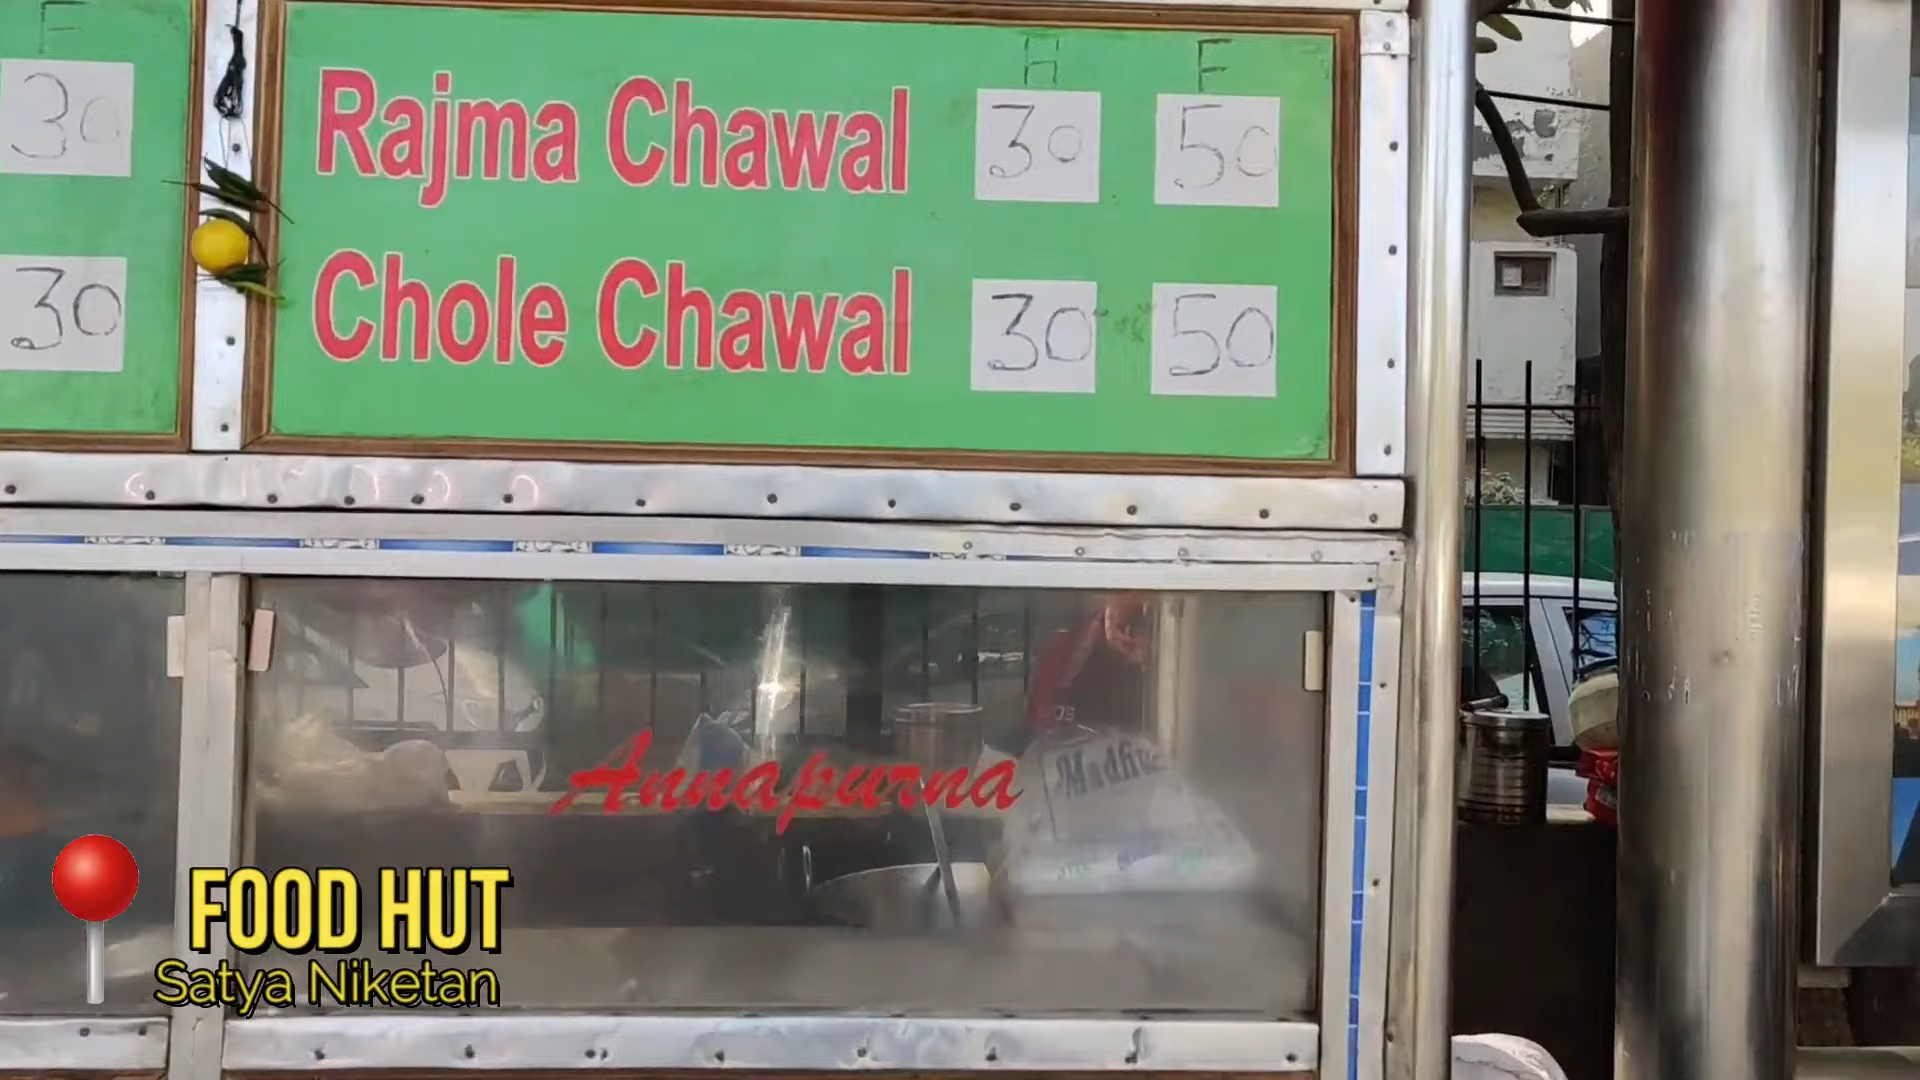 F
30
30
H F
Rajma Chawal 30 50
Chole Chawal 30 50
Annapurna
FOOD HUT
Satya Niketan